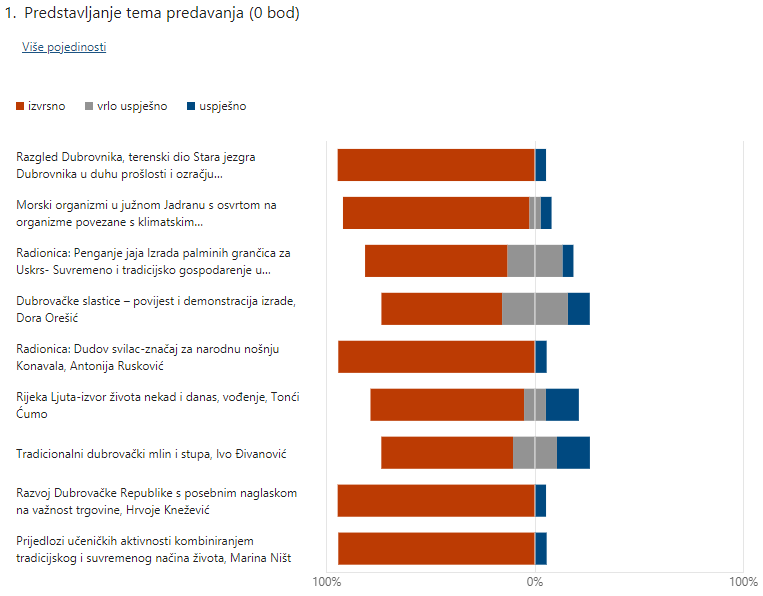 1. Predstavljanje tema predavanja (0 bod)
Više pojedinosti
izvrsno
vrlo uspješno
uspješno
Razgled Dubrovnika, terenski dio Stara jezgra
Dubrovnika u duhu prošlosti i ozračju...
Morski organizmi u južnom Jadranu s osvrtom na
organizme povezane s klimatskim...
Radionica: Penganje jaja Izrada palminih grančica za
Uskrs- Suvremeno i tradicijsko gospodarenje u...
Dubrovačke slastice – povijest i demonstracija izrade,
Dora Orešić
Radionica: Dudov svilac-značaj za narodnu nošnju
Konavala, Antonija Rusković
Rijeka Ljuta-izvor života nekad i danas, vođenje, Tonći
Ćumo
Tradicionalni dubrovački mlin i stupa, Ivo Đivanović
Razvoj Dubrovačke Republike s posebnim naglaskom
na važnost trgovine, Hrvoje Knežević
Prijedlozi učeničkih aktivnosti kombiniranjem
tradicijskog i suvremenog načina života, Marina Ništ
100%
0%
100%